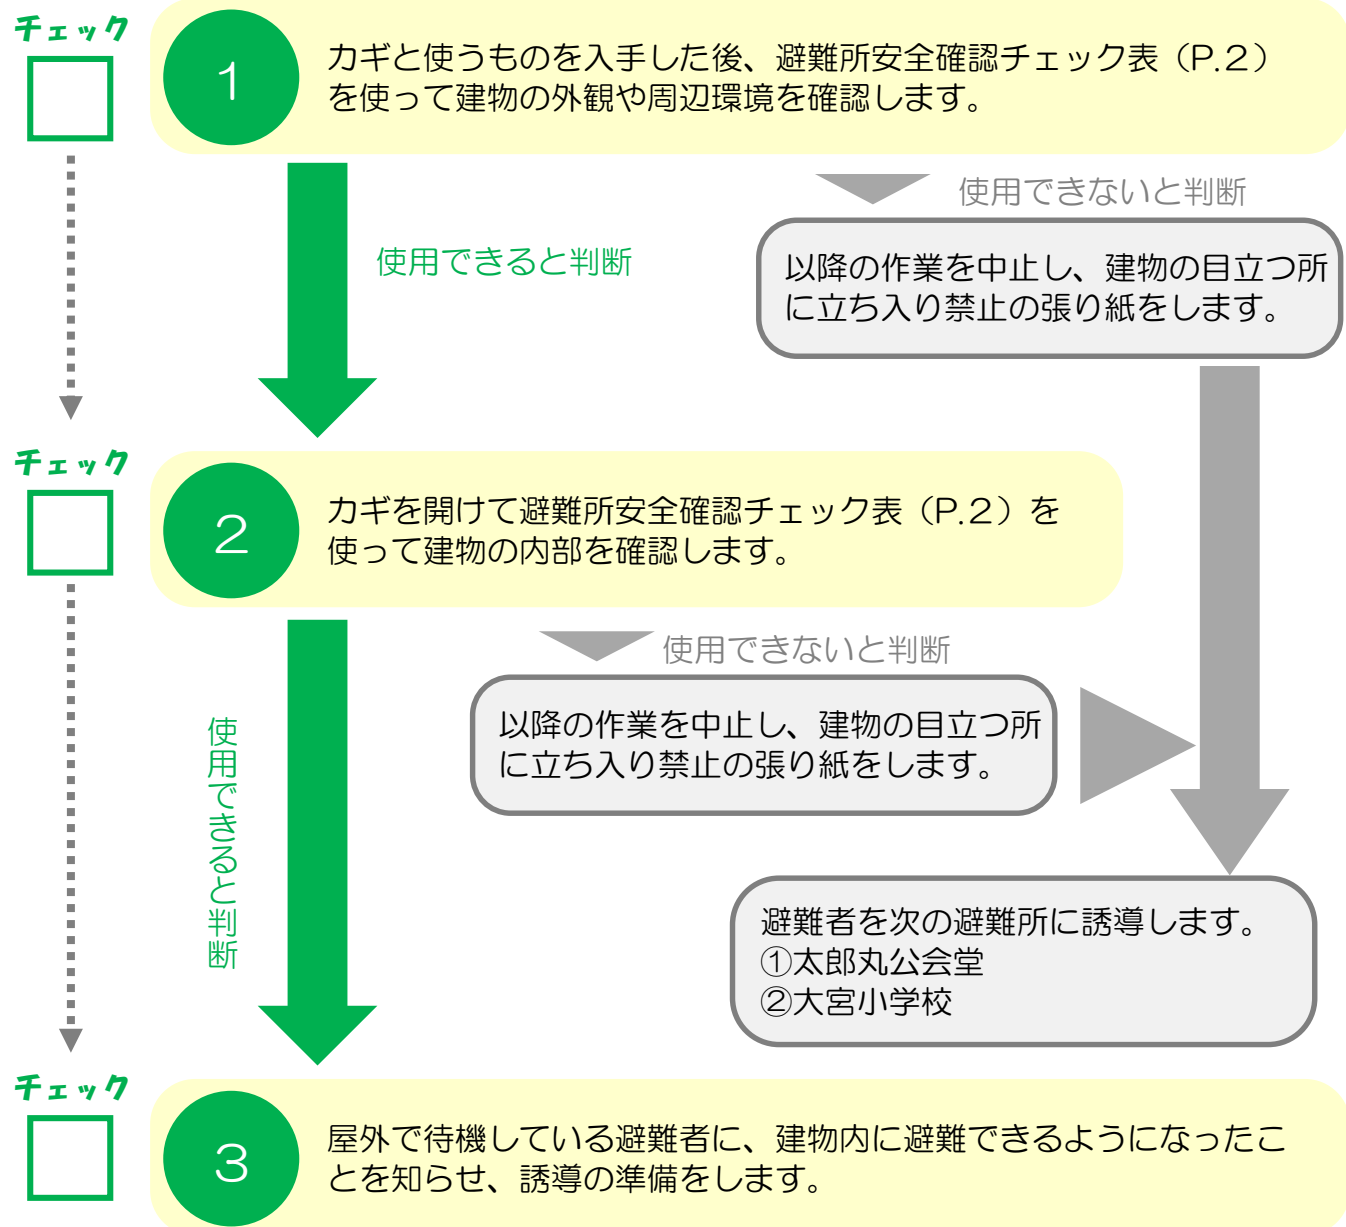 チェック
1
カギと使うものを入手した後、避難所安全確認チェック表（P.2）
を使って建物の外観や周辺環境を確認します。
使用できないと判断
使用できると判断
以降の作業を中止し、建物の目立つ所
に立ち入り禁止の張り紙をします。
チェック
2
カギを開けて避難所安全確認チェック表（P.2）を
使って建物の内部を確認します。
使用できないと判断
使用できると判断
以降の作業を中止し、建物の目立つ所
に立ち入り禁止の張り紙をします。
避難者を次の避難所に誘導します。
①太郎丸公会堂
②大宮小学校
チェック
3
屋外で待機している避難者に、建物内に避難できるようになったこ
とを知らせ、誘導の準備をします。